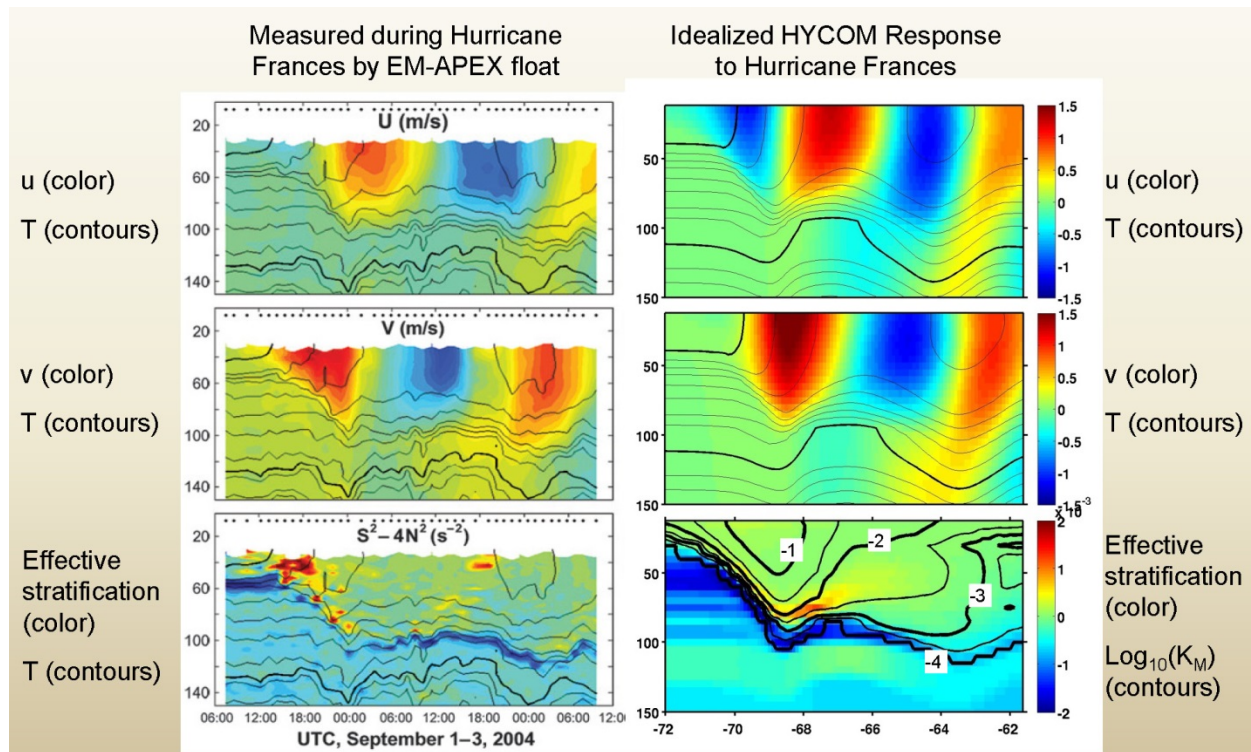 Measured during Hurricane
Frances by EM-APEX float
Idealized HYCOM Response
to Hurricane Frances
u (color)
T (contours)
U (m/s)
20
60
100
140
50
100
150
1.5
1
0.5
0
-0.5
-1
-1.5
u (color)
T (contours)
v (color)
T (contours)
V (m/s)
20
60
100
140
50
100
150
1.5
1
0.5
0
-0.5
-1
v (color)
T (contours)
Effective
stratification
(color)
T (contours)
S²−4N² (s⁻²)
20
60
100
140
06:00 12:00 18:00 00:00 06:00 12:00 18:00 00:00 06:00 12:0
UTC, September 1–3, 2004
-1
-2
-3
-4
50
100
150
-72 -70 -68 -66 -64 -62
2
1
0
-1
-2
Effective
stratification
(color)
Log₁₀(K_M)
(contours)